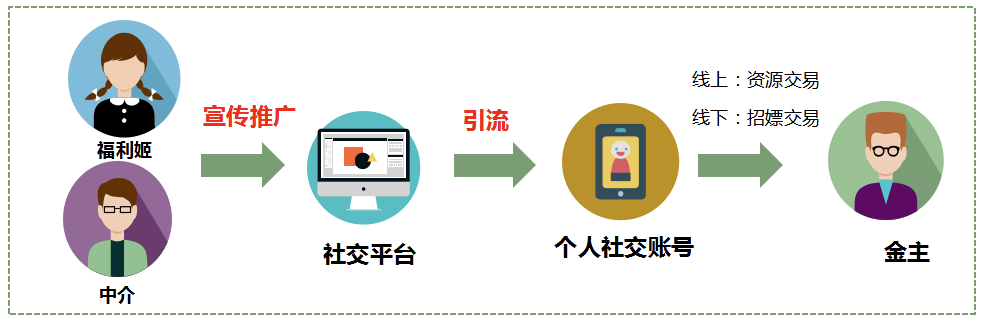 线上：资源交易
宣传推广
引流
线下：招嫖交易
福利姬
社交平台
个人社交账号
金主
中介